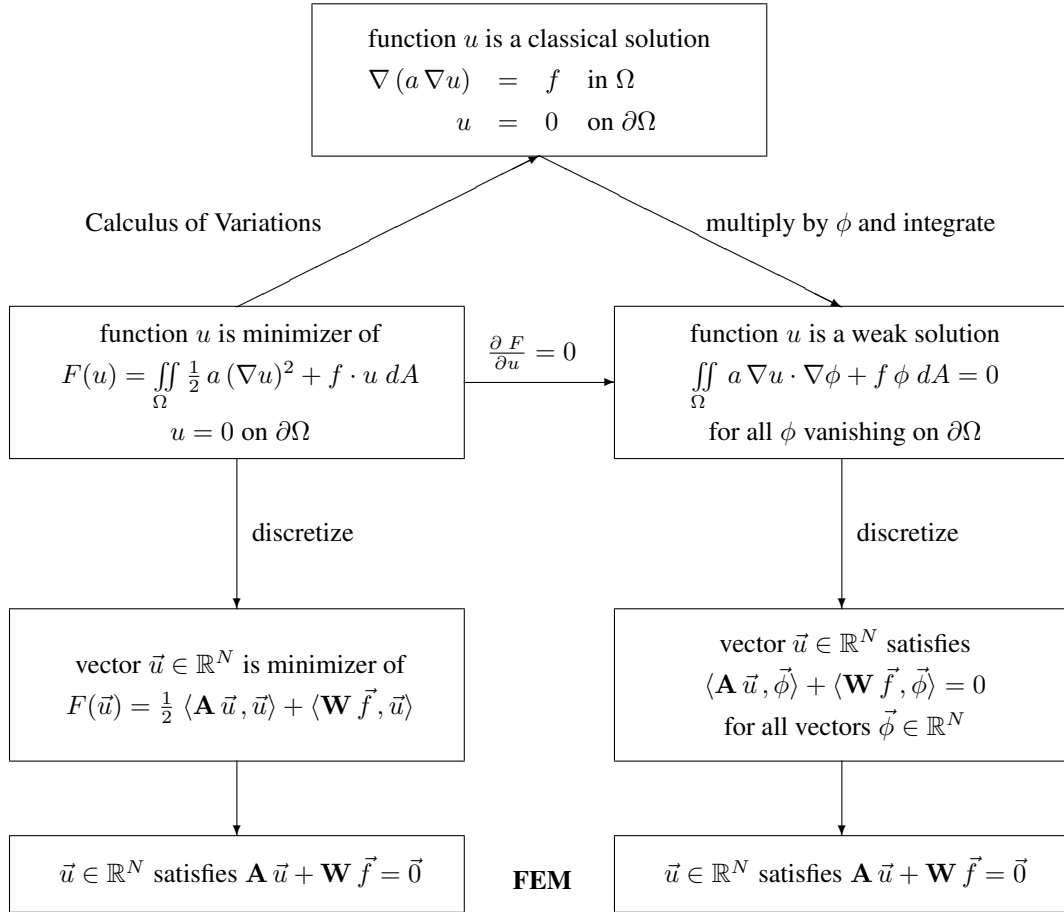 function u is a classical solution
∇ (a ∇u) = f in Ω
u = 0 on ∂Ω
Calculus of Variations
multiply by ϕ and integrate
function u is minimizer of
F(u) = ∬_Ω 1/2 a (∇u)² + f · u dA
u = 0 on ∂Ω
∂ F/∂u = 0
function u is a weak solution
∬_Ω a ∇u · ∇ϕ + f ϕ dA = 0
for all ϕ vanishing on ∂Ω
discretize
discretize
vector u⃗ ∈ ℝ^N is minimizer of
F(u⃗) = 1/2 ⟨A u⃗ , u⃗⟩ + ⟨W f⃗, u⃗⟩
vector u⃗ ∈ ℝ^N satisfies
⟨A u⃗ , ϕ⃗⟩ + ⟨W f⃗, ϕ⃗⟩ = 0
for all vectors ϕ⃗ ∈ ℝ^N
u⃗ ∈ ℝ^N satisfies A u⃗ + W f⃗ = 0⃗
FEM
u⃗ ∈ ℝ^N satisfies A u⃗ + W f⃗ = 0⃗